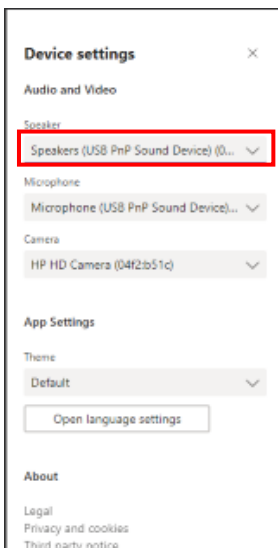 Device settings
Audio and Video
Speaker
Speakers (USB PnP Sound Device) (0...
Microphone
Microphone (USB PnP Sound Device)...
Camera
HP HD Camera (04f2:b51c)
App Settings
Theme
Default
Open language settings
About
Legal
Privacy and cookies
Third party notice